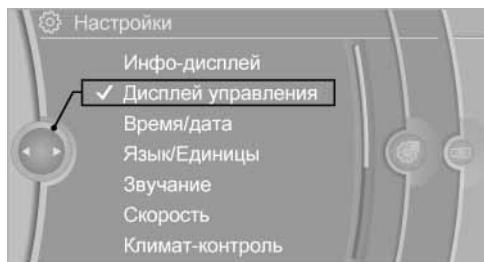 Настройки
Инфо-дисплей
Дисплей управления
Время/дата
Язык/Единицы
Звучание
Скорость
Климат-контроль